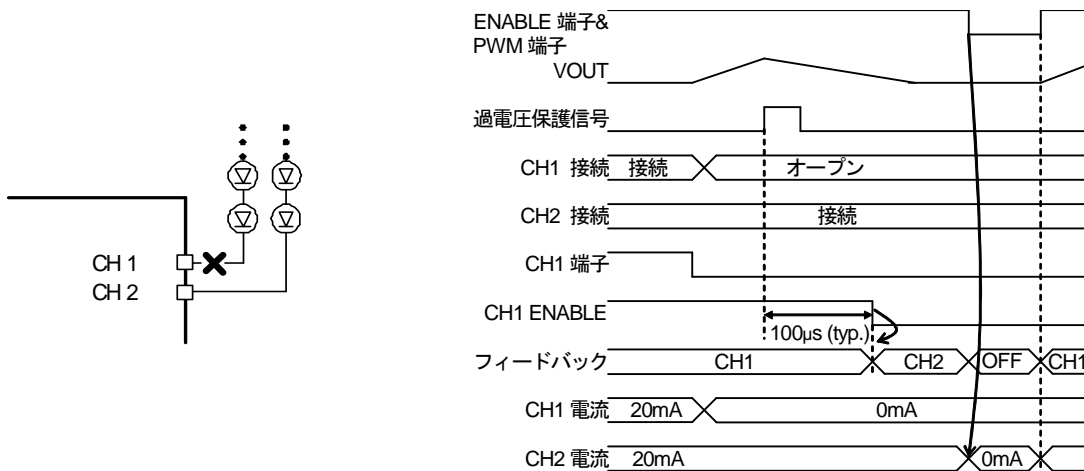 CH 1
CH 2
ENABLE 端子&
PWM 端子
VOUT
過電圧保護信号
CH1 接続 接続 オープン
CH2 接続 接続
CH1 端子
CH1 ENABLE
100µs (typ.)
フィードバック CH1 CH2 OFF CH1
CH1 電流 20mA 0mA
CH2 電流 20mA 0mA